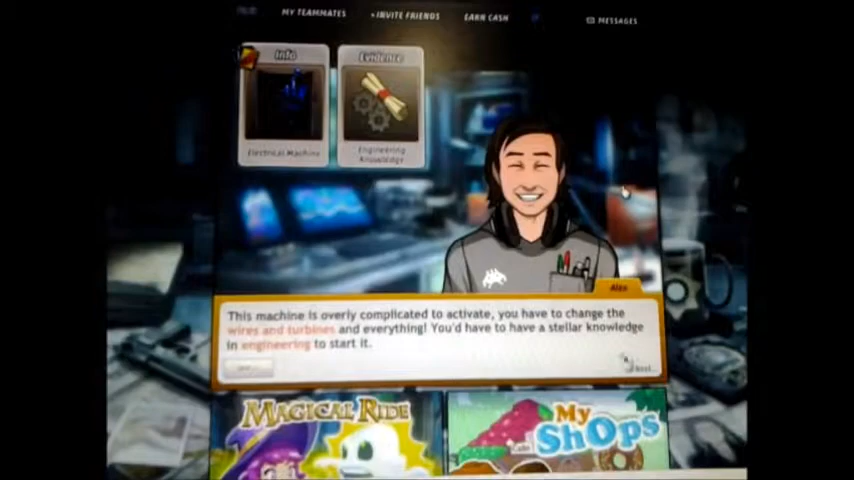 MY TEAMMATES +INVITE FRIENDS EARN CASH MESSAGES
Info Evidence
Electrical Machine Engineering
Knowledge
Alex
This machine is overly complicated to activate, you have to change the
wires and turbines and everything! You'd have to have a stellar knowledge
in engineering to start it.
MAGICAL RIDE My
ShOps